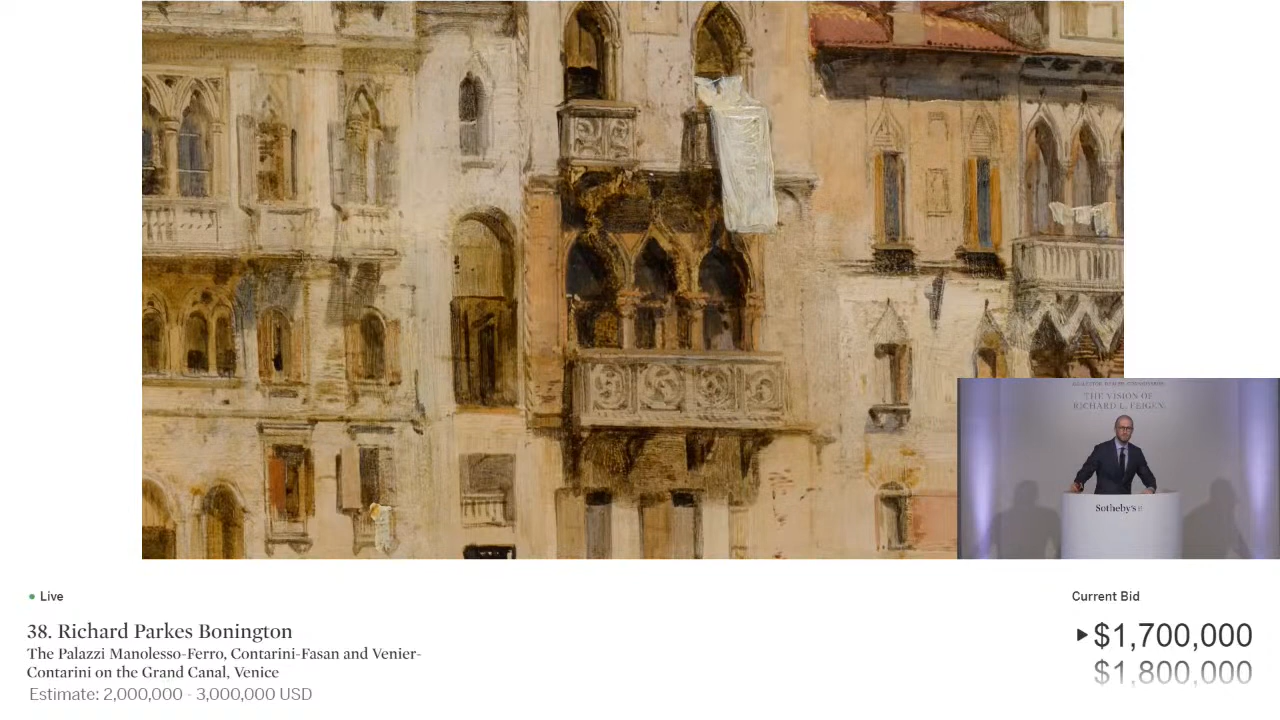 THE VISION OF
RICHARD L. FEIGEN
Sotheby's
Live
Current Bid
38. Richard Parkes Bonington
$1,700,000
The Palazzi Manolesso-Ferro, Contarini-Fasan and Venier-
Contarini on the Grand Canal, Venice
$1,800,000
Estimate: 2,000,000 - 3,000,000 USD